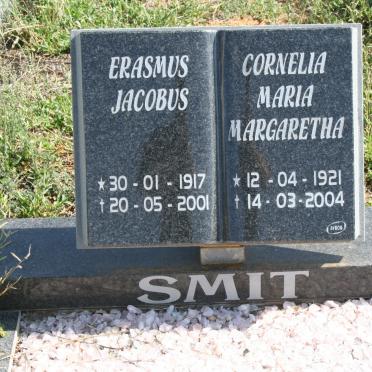 ERASMUS
JACOBUS
★ 30 - 01 - 1917
† 20 - 05 - 2001
CORNELIA
MARIA
MARGARETHA
★ 12 - 04 - 1921
† 14 - 03 - 2004
SMIT